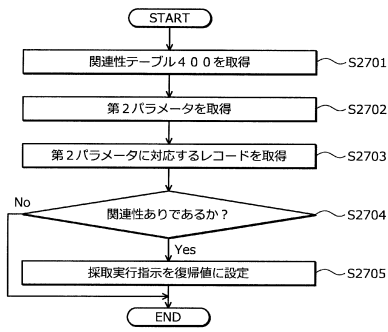 START
関連性テーブル４００を取得
S2701
第２パラメータを取得
S2702
第２パラメータに対応するレコードを取得
S2703
No
関連性ありであるか？
S2704
Yes
採取実行指示を復帰値に設定
S2705
END